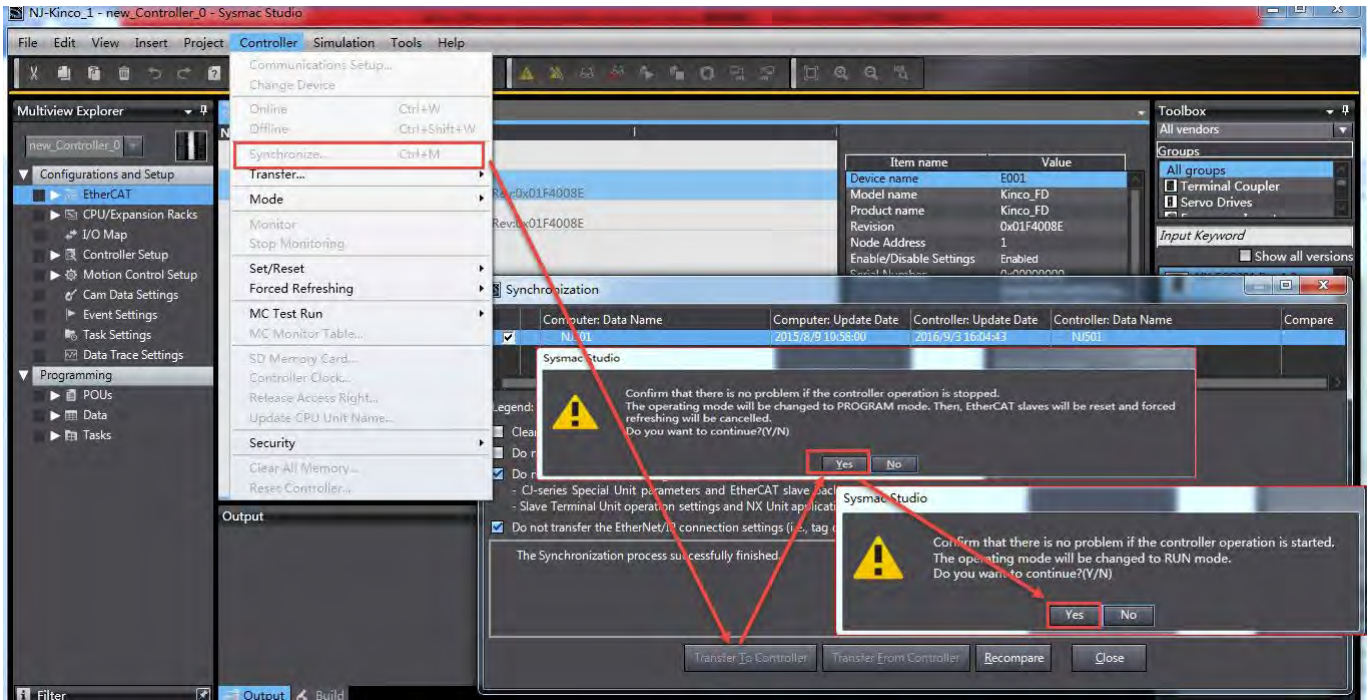 NJ-Kinco_1 - new_Controller_0 - Sysmac Studio
File Edit View Insert Project Controller Simulation Tools Help
Communications Setup...
Change Device
Online Ctrl+W
Offline Ctrl+Shift+W
Synchronize... Ctrl+M
Transfer...
Mode
Monitor
Stop Monitoring
Set/Reset
Forced Refreshing
MC Test Run
MC Monitor Table...
SD Memory Card...
Controller Clock...
Release Access Right...
Update CPU Unit Name...
Security
Clear All Memory...
Reset Controller...
Multiview Explorer
new_Controller_0
Configurations and Setup
EtherCAT
CPU/Expansion Racks
I/O Map
Controller Setup
Motion Control Setup
Cam Data Settings
Event Settings
Task Settings
Data Trace Settings
Programming
POUs
Data
Tasks
Filter
Rev:0x01F4008E
Rev:0x01F4008E
Item name Value
Device name E001
Model name Kinco_FD
Product name Kinco_FD
Revision 0x01F4008E
Node Address 1
Enable/Disable Settings Enabled
Serial Number 0x00000000
Toolbox
All vendors
Groups
All groups
Terminal Coupler
Servo Drives
Input Keyword
Show all versions
Synchronization
Computer: Data Name Computer: Update Date Controller: Update Date Controller: Data Name Compare
NJ501 2015/8/9 10:58:00 2016/9/3 16:04:43 NJ501
Sysmac Studio
Confirm that there is no problem if the controller operation is stopped.
The operating mode will be changed to PROGRAM mode. Then, EtherCAT slaves will be reset and forced
refreshing will be cancelled.
Do you want to continue?(Y/N)
Yes No
Legend:
Clea
Do n
Do n
- CJ-series Special Unit parameters and EtherCAT slave bac
- Slave Terminal Unit operation settings and NX Unit applicati
Do not transfer the EtherNet/IP connection settings (i.e., tag
The Synchronization process successfully finished.
Sysmac Studio
Confirm that there is no problem if the controller operation is started.
The operating mode will be changed to RUN mode.
Do you want to continue?(Y/N)
Yes No
Transfer To Controller Transfer From Controller Recompare Close
Output
Output Build